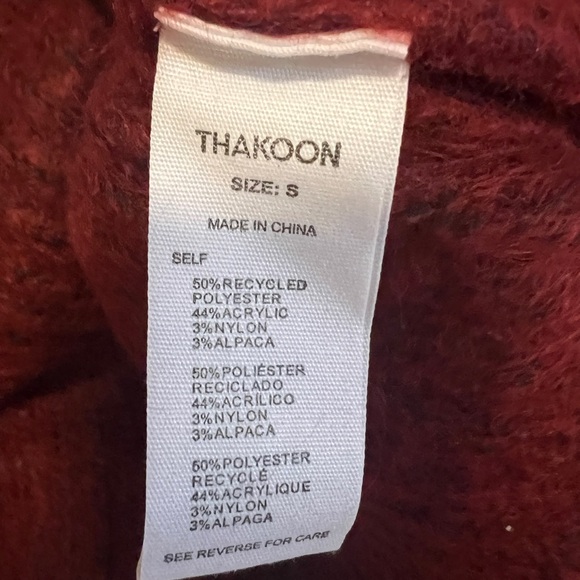 THAKOON
SIZE: S
MADE IN CHINA
SELF
50%RECYCLED
POLYESTER
44%ACRYLIC
3%NYLON
3%ALPACA
50%POLIÉSTER
RECICLADO
44%ACRÍLICO
3%NYLON
3%ALPACA
50%POLYESTER
RECYCLÉ
44%ACRYLIQUE
3%NYLON
3%ALPAGA
SEE REVERSE FOR CARE